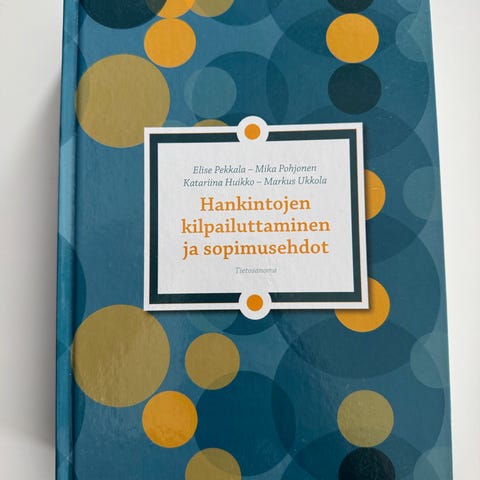 Elise Pekkala – Mika Pohjonen
Katariina Huikko – Markus Ukkola
Hankintojen
kilpailuttaminen
ja sopimusehdot
Tietosanoma